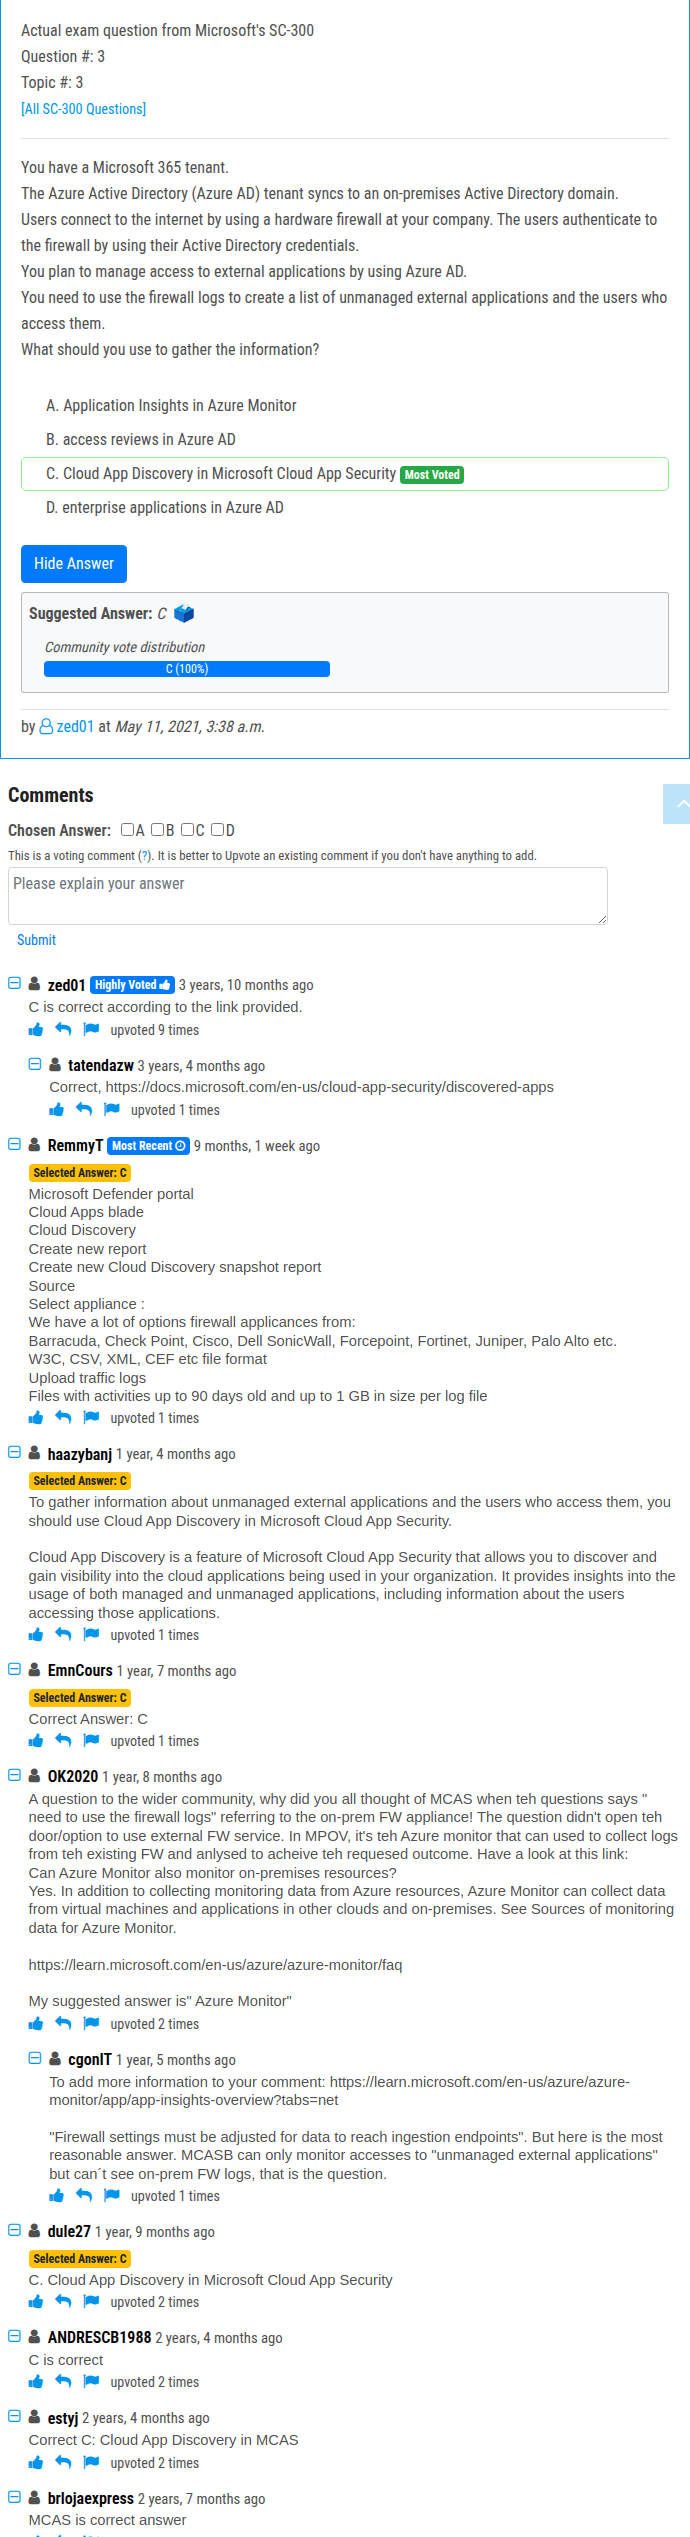 Actual exam question from Microsoft's SC-300
Question #: 3
Topic #: 3
[All SC-300 Questions]
You have a Microsoft 365 tenant.
The Azure Active Directory (Azure AD) tenant syncs to an on-premises Active Directory domain.
Users connect to the internet by using a hardware firewall at your company. The users authenticate to
the firewall by using their Active Directory credentials.
You plan to manage access to external applications by using Azure AD.
You need to use the firewall logs to create a list of unmanaged external applications and the users who
access them.
What should you use to gather the information?
A. Application Insights in Azure Monitor
B. access reviews in Azure AD
C. Cloud App Discovery in Microsoft Cloud App Security Most Voted
D. enterprise applications in Azure AD
Hide Answer
Suggested Answer: C
Community vote distribution
C (100%)
by zed01 at May 11, 2021, 3:38 a.m.
Comments
Chosen Answer: A B C D
This is a voting comment (?). It is better to Upvote an existing comment if you don't have anything to add.
Please explain your answer
Submit
zed01 Highly Voted 3 years, 10 months ago
C is correct according to the link provided.
upvoted 9 times
tatendazw 3 years, 4 months ago
Correct, https://docs.microsoft.com/en-us/cloud-app-security/discovered-apps
upvoted 1 times
RemmyT Most Recent 9 months, 1 week ago
Selected Answer: C
Microsoft Defender portal
Cloud Apps blade
Cloud Discovery
Create new report
Create new Cloud Discovery snapshot report
Source
Select appliance :
We have a lot of options firewall applicances from:
Barracuda, Check Point, Cisco, Dell SonicWall, Forcepoint, Fortinet, Juniper, Palo Alto etc.
W3C, CSV, XML, CEF etc file format
Upload traffic logs
Files with activities up to 90 days old and up to 1 GB in size per log file
upvoted 1 times
haazybanj 1 year, 4 months ago
Selected Answer: C
To gather information about unmanaged external applications and the users who access them, you
should use Cloud App Discovery in Microsoft Cloud App Security.
Cloud App Discovery is a feature of Microsoft Cloud App Security that allows you to discover and
gain visibility into the cloud applications being used in your organization. It provides insights into the
usage of both managed and unmanaged applications, including information about the users
accessing those applications.
upvoted 1 times
EmnCours 1 year, 7 months ago
Selected Answer: C
Correct Answer: C
upvoted 1 times
OK2020 1 year, 8 months ago
A question to the wider community, why did you all thought of MCAS when teh questions says "
need to use the firewall logs" referring to the on-prem FW appliance! The question didn't open teh
door/option to use external FW service. In MPOV, it's teh Azure monitor that can used to collect logs
from teh existing FW and anlysed to acheive teh requesed outcome. Have a look at this link:
Can Azure Monitor also monitor on-premises resources?
Yes. In addition to collecting monitoring data from Azure resources, Azure Monitor can collect data
from virtual machines and applications in other clouds and on-premises. See Sources of monitoring
data for Azure Monitor.
https://learn.microsoft.com/en-us/azure/azure-monitor/faq
My suggested answer is" Azure Monitor"
upvoted 2 times
cgonIT 1 year, 5 months ago
To add more information to your comment: https://learn.microsoft.com/en-us/azure/azure-
monitor/app/app-insights-overview?tabs=net
"Firewall settings must be adjusted for data to reach ingestion endpoints". But here is the most
reasonable answer. MCASB can only monitor accesses to "unmanaged external applications"
but can´t see on-prem FW logs, that is the question.
upvoted 1 times
dule27 1 year, 9 months ago
Selected Answer: C
C. Cloud App Discovery in Microsoft Cloud App Security
upvoted 2 times
ANDRESCB1988 2 years, 4 months ago
C is correct
upvoted 2 times
estyj 2 years, 4 months ago
Correct C: Cloud App Discovery in MCAS
upvoted 2 times
brlojaexpress 2 years, 7 months ago
MCAS is correct answer